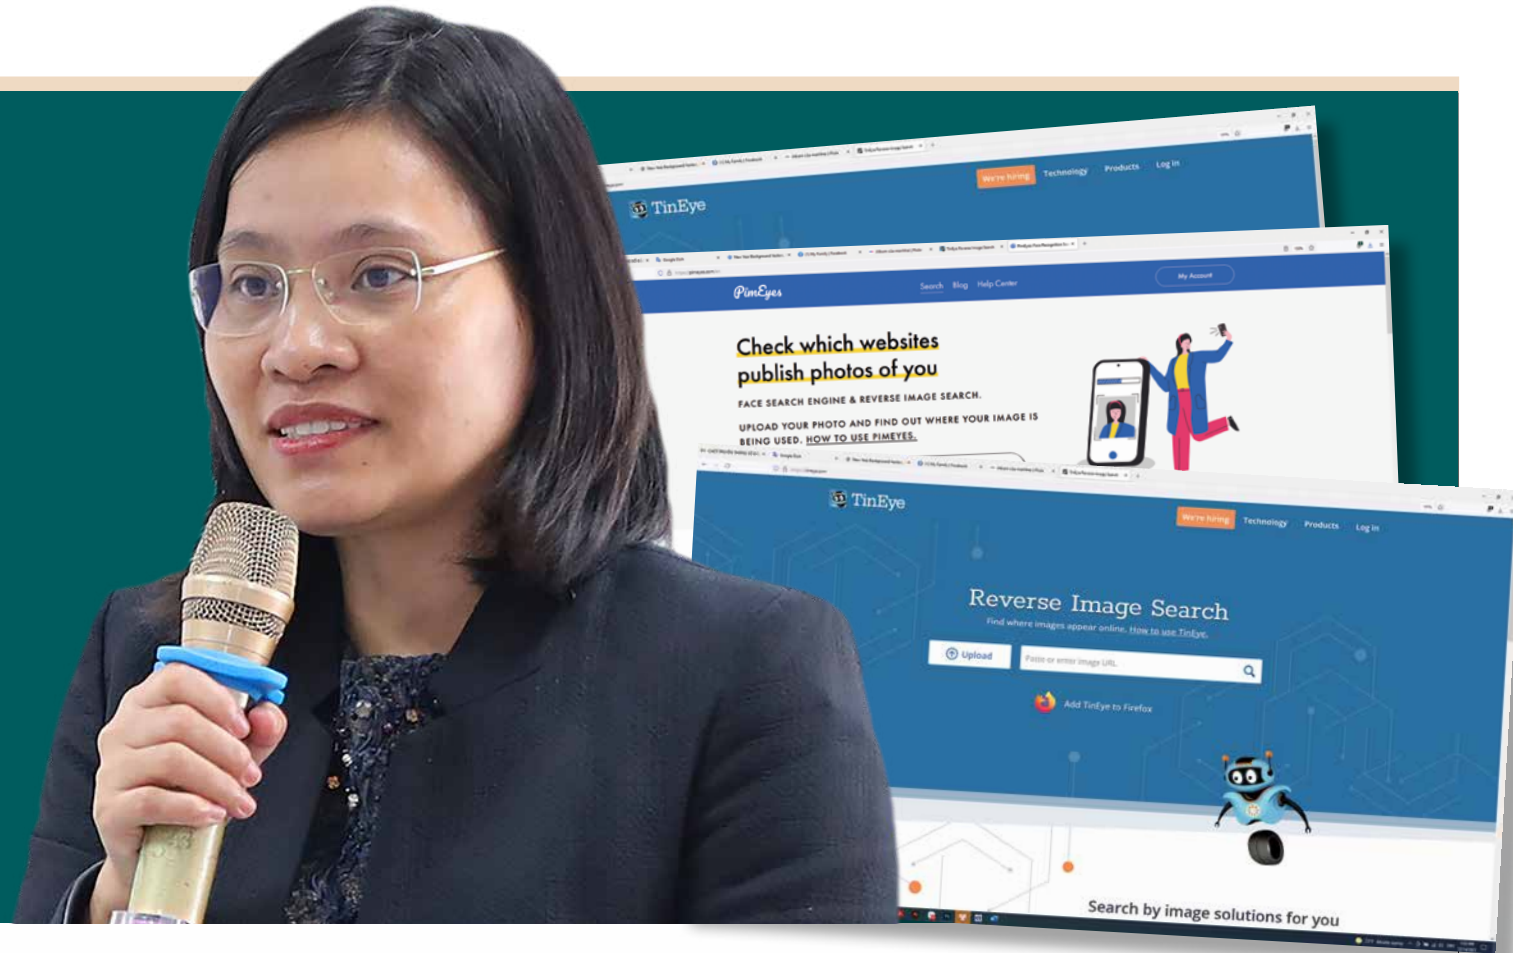 TinEye
We're hiring Technology Products Log in
PimEyes
Search Blog Help Center
My Account
Check which websites
publish photos of you
FACE SEARCH ENGINE & REVERSE IMAGE SEARCH.
UPLOAD YOUR PHOTO AND FIND OUT WHERE YOUR IMAGE IS
BEING USED. HOW TO USE PIMEYES.
TinEye
We're hiring Technology Products Log in
Reverse Image Search
Find where images appear online. How to use TinEye.
Upload
Paste or enter image URL
Add TinEye to Firefox
Search by image solutions for you